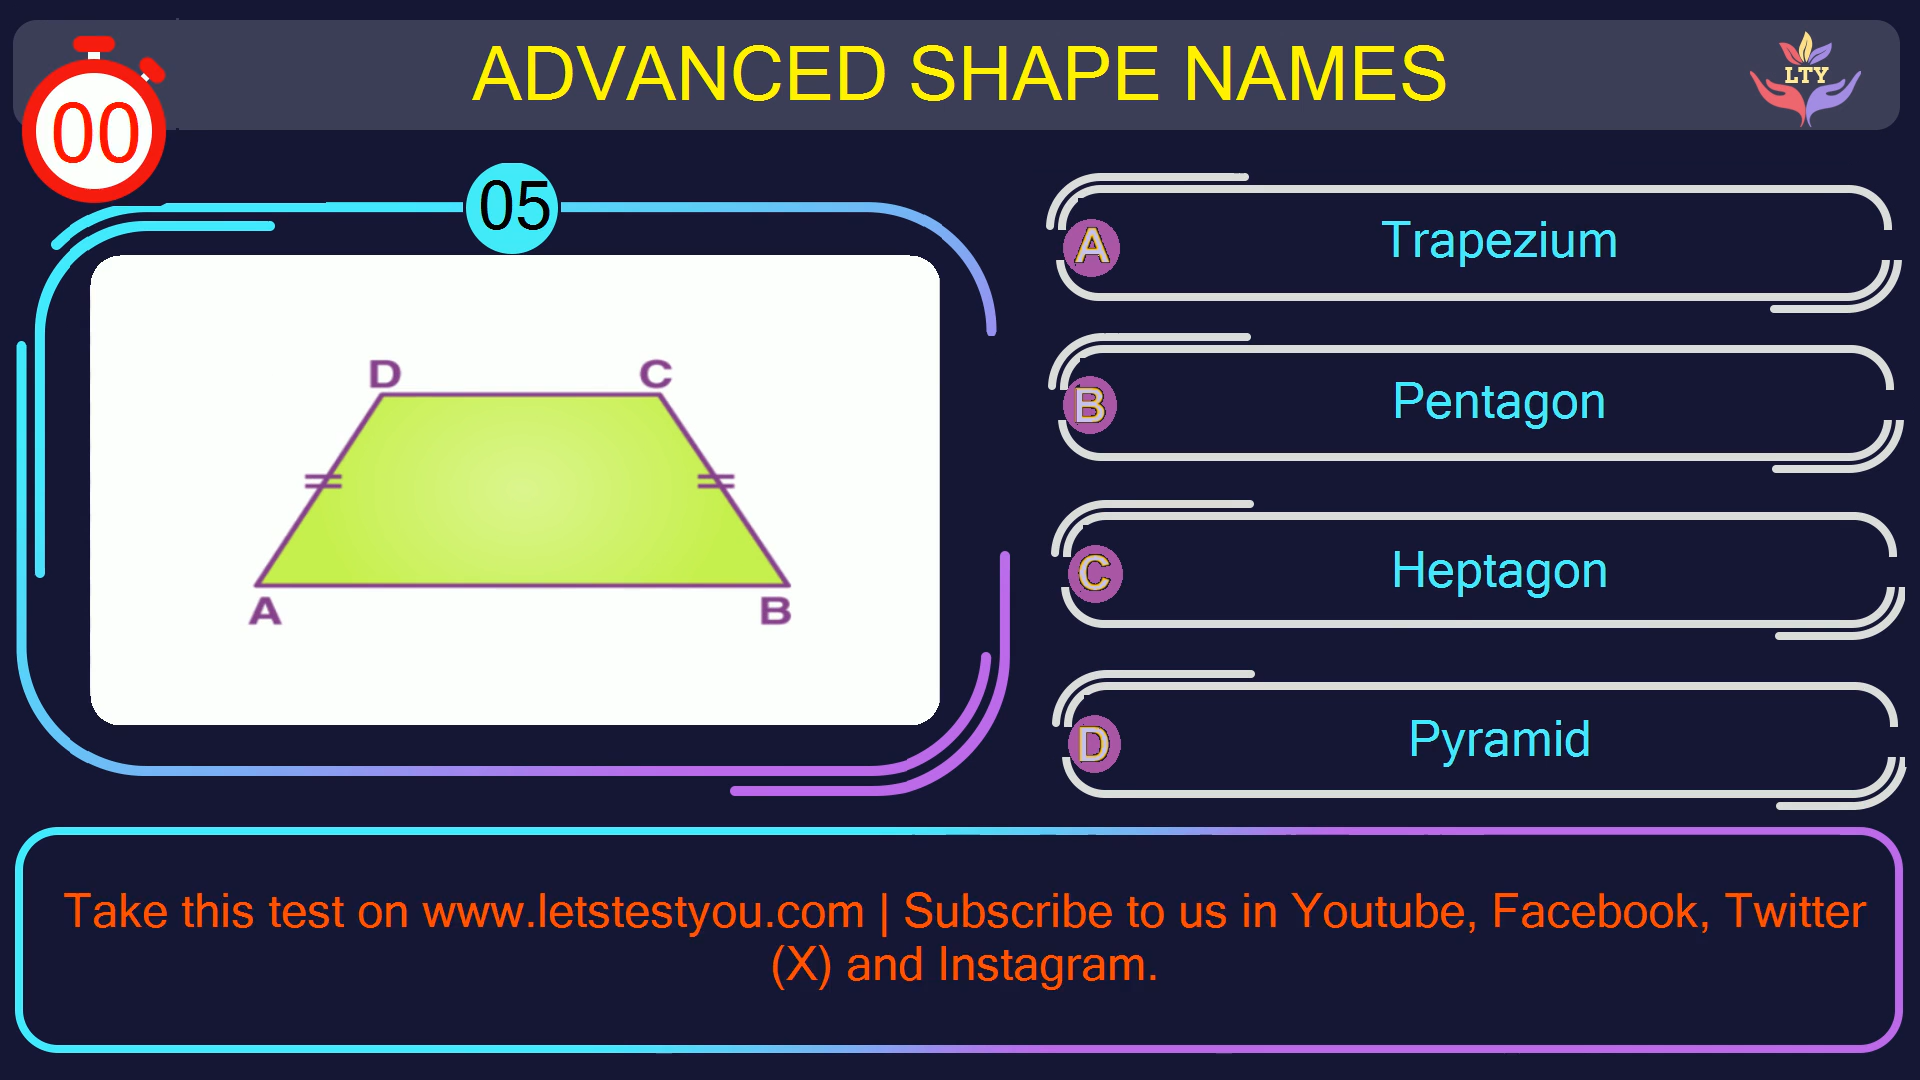 ADVANCED SHAPE NAMES
LTY
00
05
D C
A B
A Trapezium
B Pentagon
C Heptagon
D Pyramid
Take this test on www.letstestyou.com | Subscribe to us in Youtube, Facebook, Twitter
(X) and Instagram.